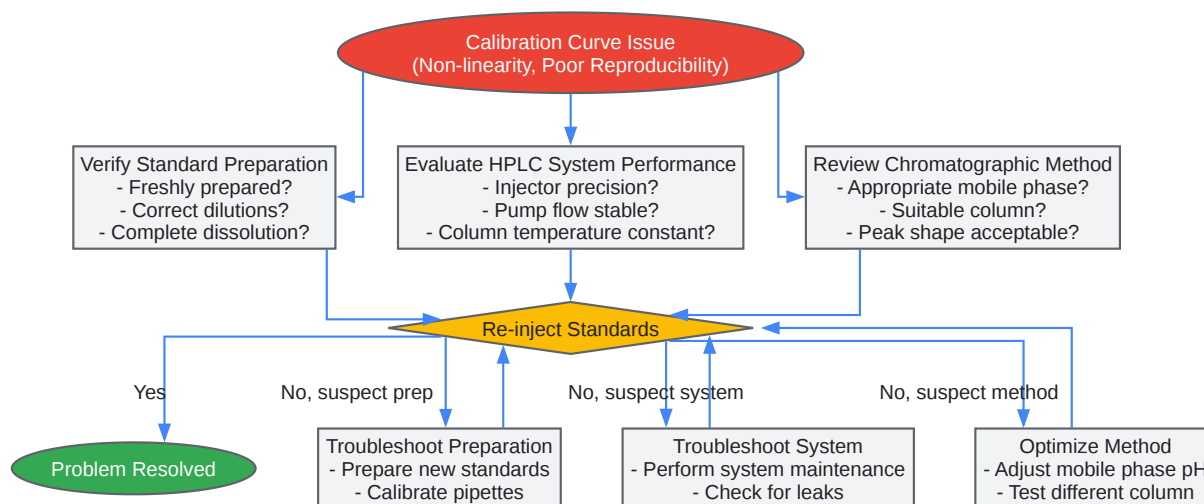 Calibration Curve Issue
(Non-linearity, Poor Reproducibility)
Verify Standard Preparation
- Freshly prepared?
- Correct dilutions?
- Complete dissolution?
Evaluate HPLC System Performance
- Injector precision?
- Pump flow stable?
- Column temperature constant?
Review Chromatographic Method
- Appropriate mobile phase?
- Suitable column?
- Peak shape acceptable?
Re-inject Standards
Yes
No, suspect prep
No, suspect system
No, suspect method
Problem Resolved
Troubleshoot Preparation
- Prepare new standards
- Calibrate pipettes
Troubleshoot System
- Perform system maintenance
- Check for leaks
Optimize Method
- Adjust mobile phase pH
- Test different column